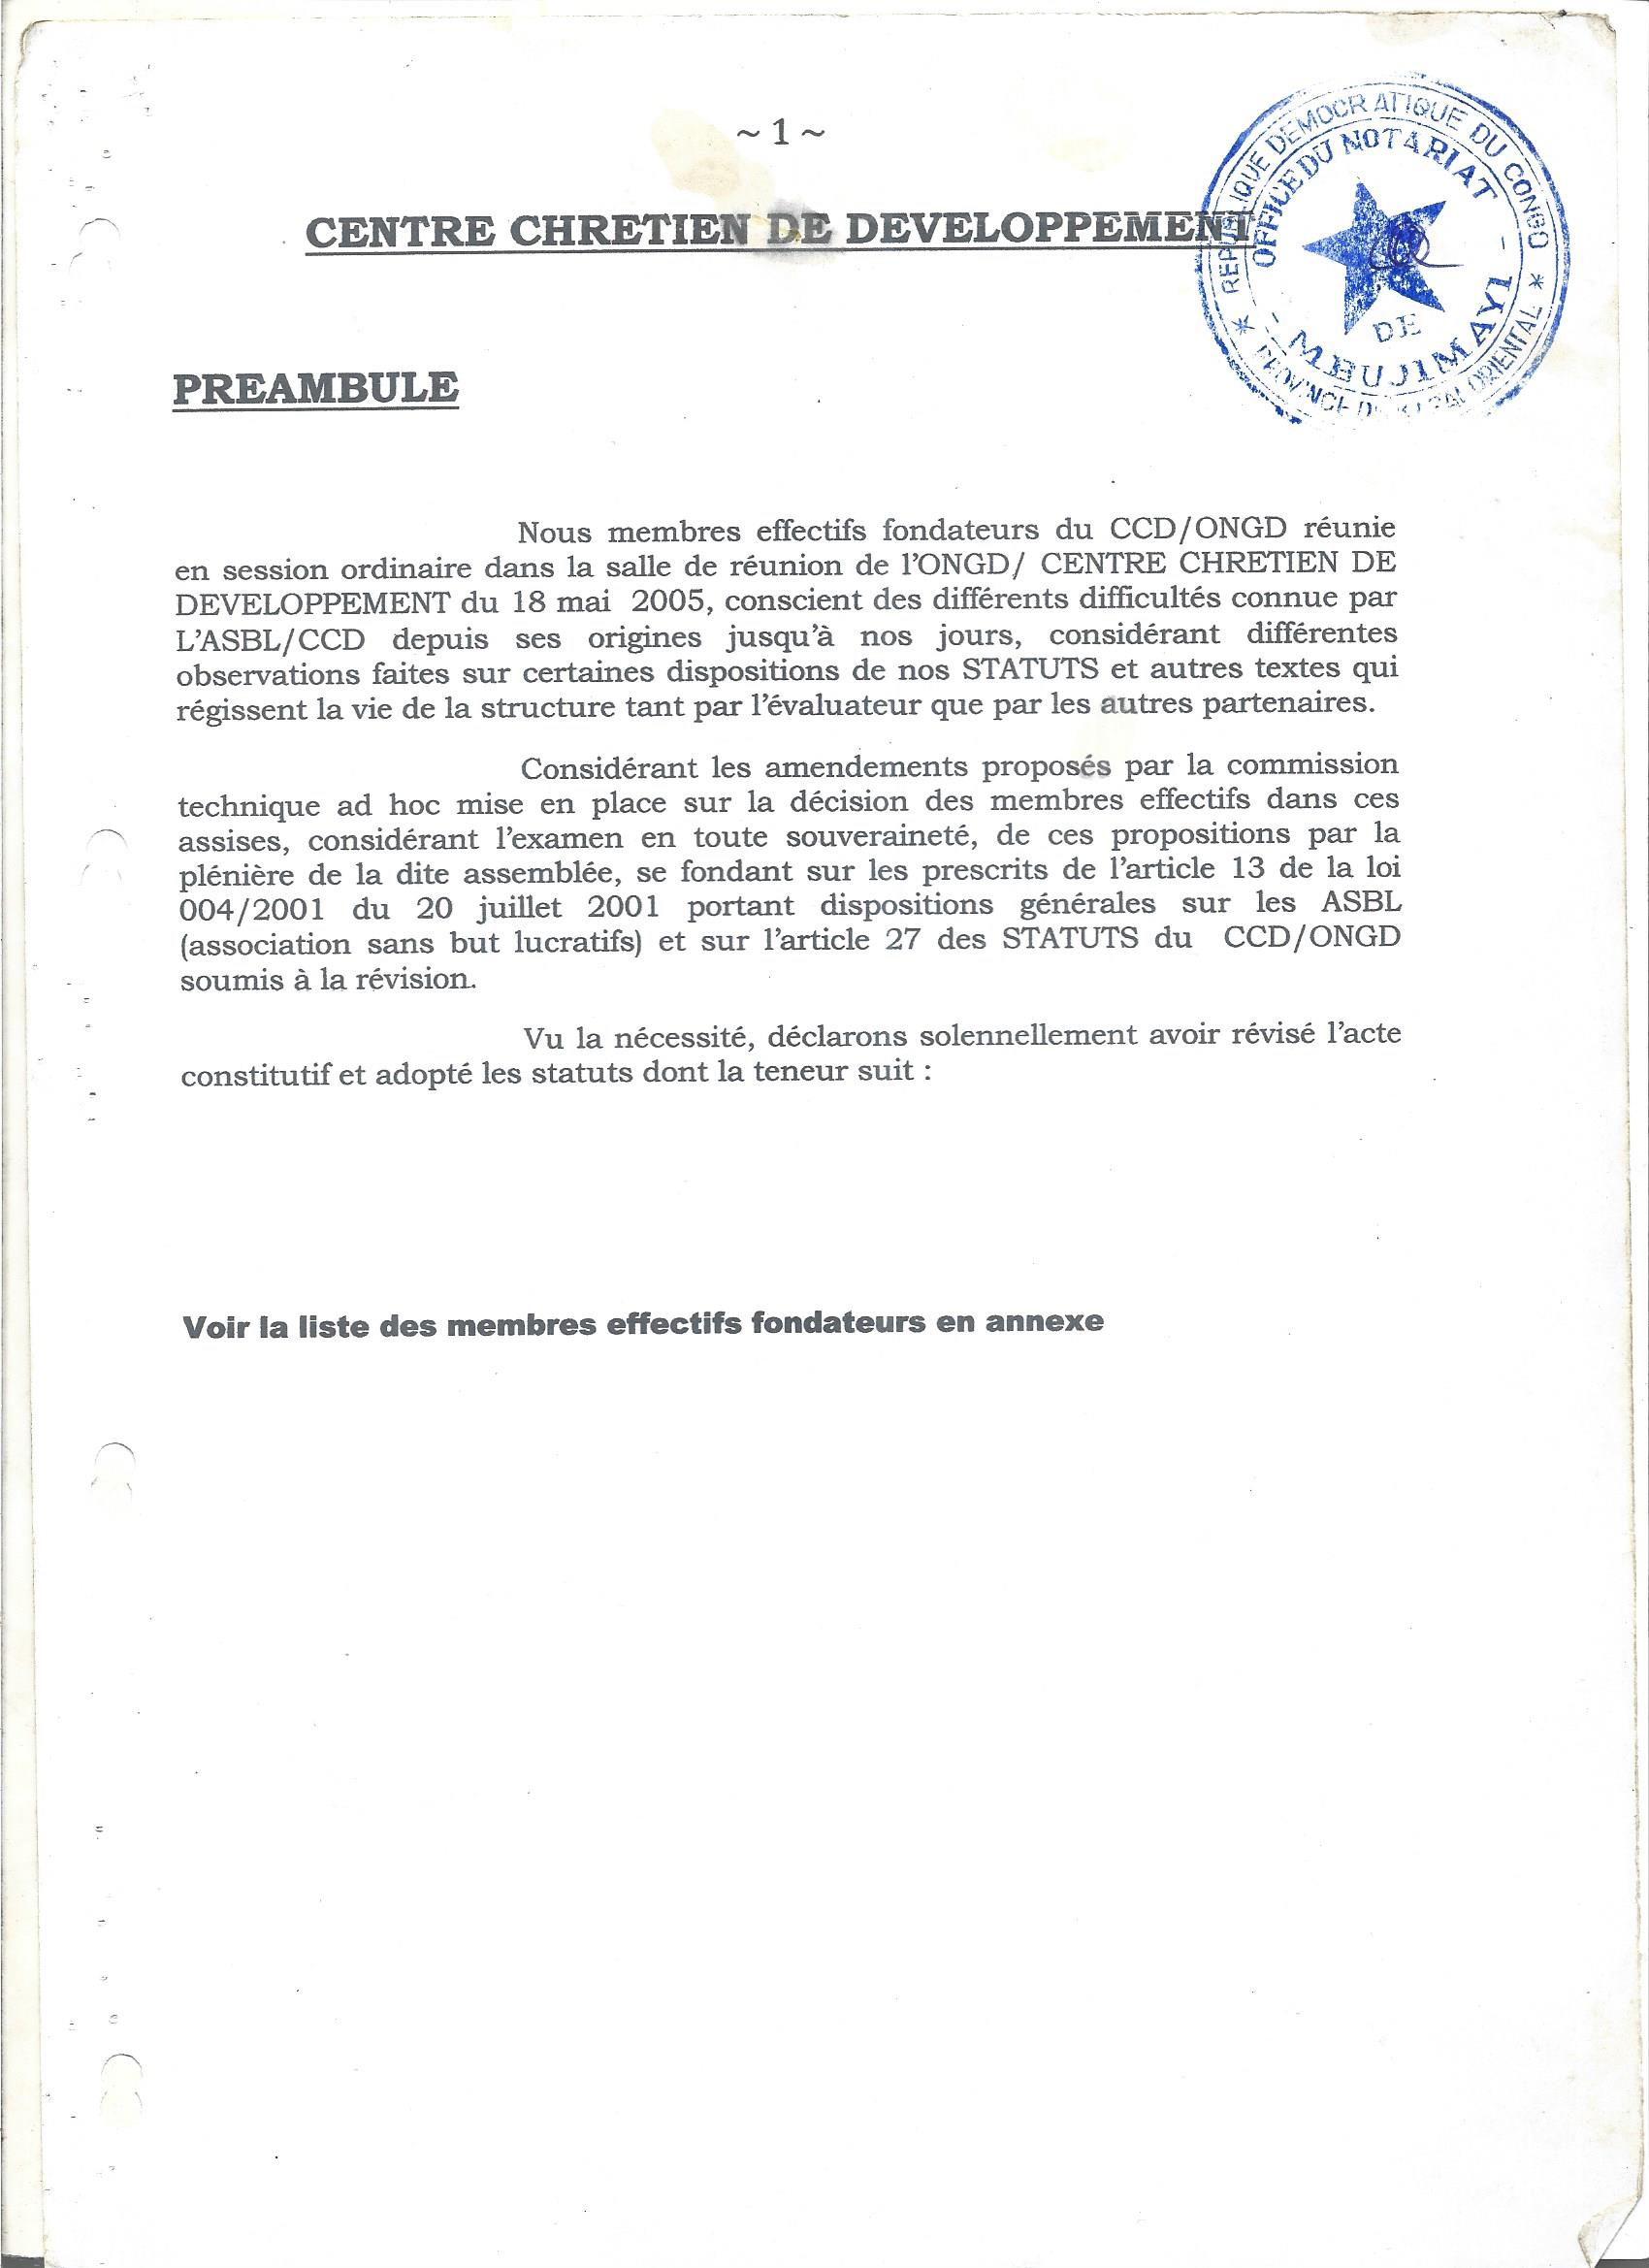 ~ 1 ~
CENTRE CHRETIEN DE DEVELOPPEMENT
REPUBLIQUE DEMOCRATIQUE DU CONGO
OFFICE DU NOTARIAT
DE
MBUJIMAYI
PROVINCE DU KASAI ORIENTAL
PREAMBULE
Nous membres effectifs fondateurs du CCD/ONGD réunie
en session ordinaire dans la salle de réunion de l'ONGD/ CENTRE CHRETIEN DE
DEVELOPPEMENT du 18 mai 2005, conscient des différents difficultés connue par
L'ASBL/CCD depuis ses origines jusqu'à nos jours, considérant différentes
observations faites sur certaines dispositions de nos STATUTS et autres textes qui
régissent la vie de la structure tant par l'évaluateur que par les autres partenaires.
Considérant les amendements proposés par la commission
technique ad hoc mise en place sur la décision des membres effectifs dans ces
assises, considérant l'examen en toute souveraineté, de ces propositions par la
plénière de la dite assemblée, se fondant sur les prescrits de l'article 13 de la loi
004/2001 du 20 juillet 2001 portant dispositions générales sur les ASBL
(association sans but lucratifs) et sur l'article 27 des STATUTS du CCD/ONGD
soumis à la révision.
Vu la nécessité, déclarons solennellement avoir révisé l'acte
constitutif et adopté les statuts dont la teneur suit :
Voir la liste des membres effectifs fondateurs en annexe